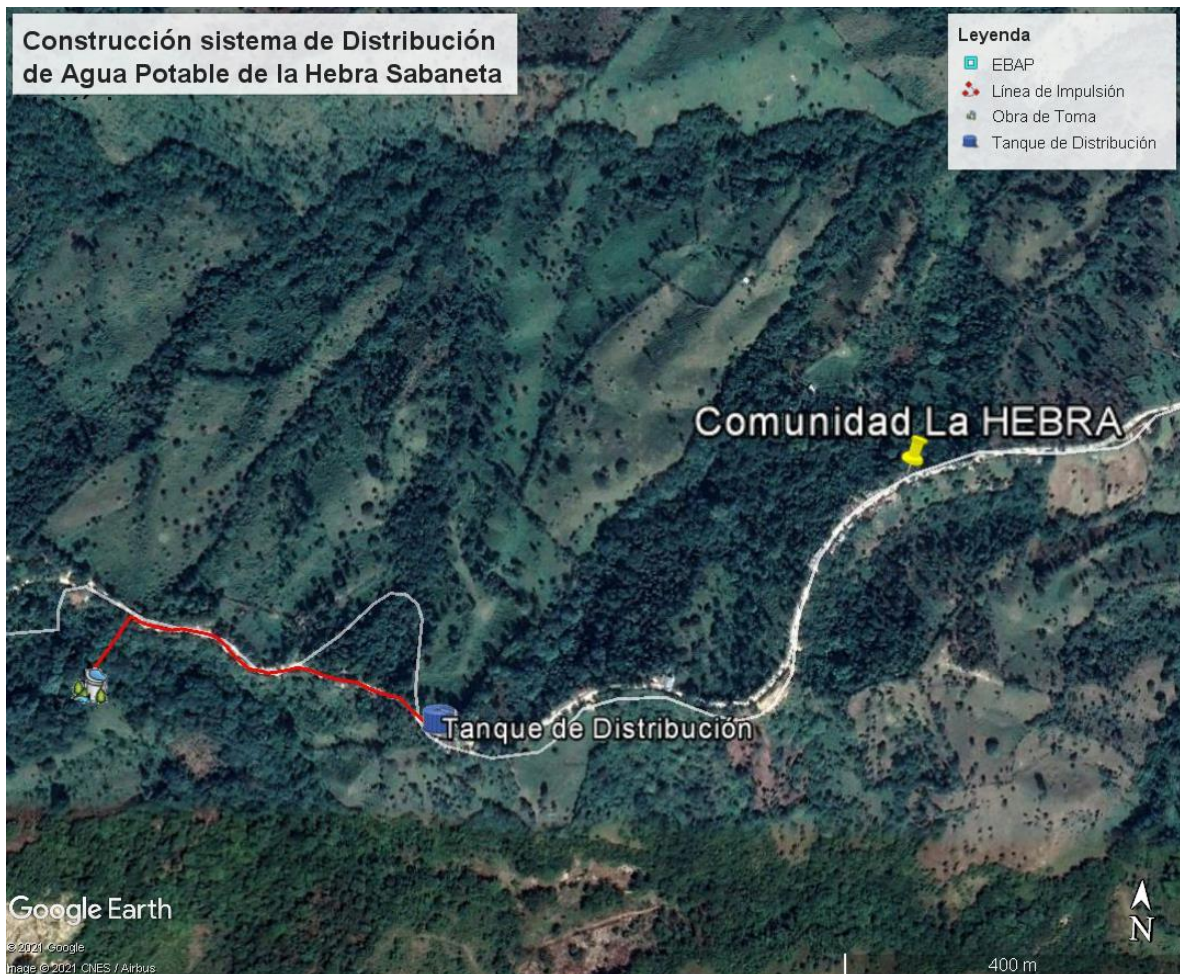 Construcción sistema de Distribución
de Agua Potable de la Hebra Sabaneta
Leyenda
EBAP
Línea de Impulsión
Obra de Toma
Tanque de Distribución
Comunidad La HEBRA
Tanque de Distribución
Google Earth
© 2021 Google
Image © 2021 CNES / Airbus
N
400 m